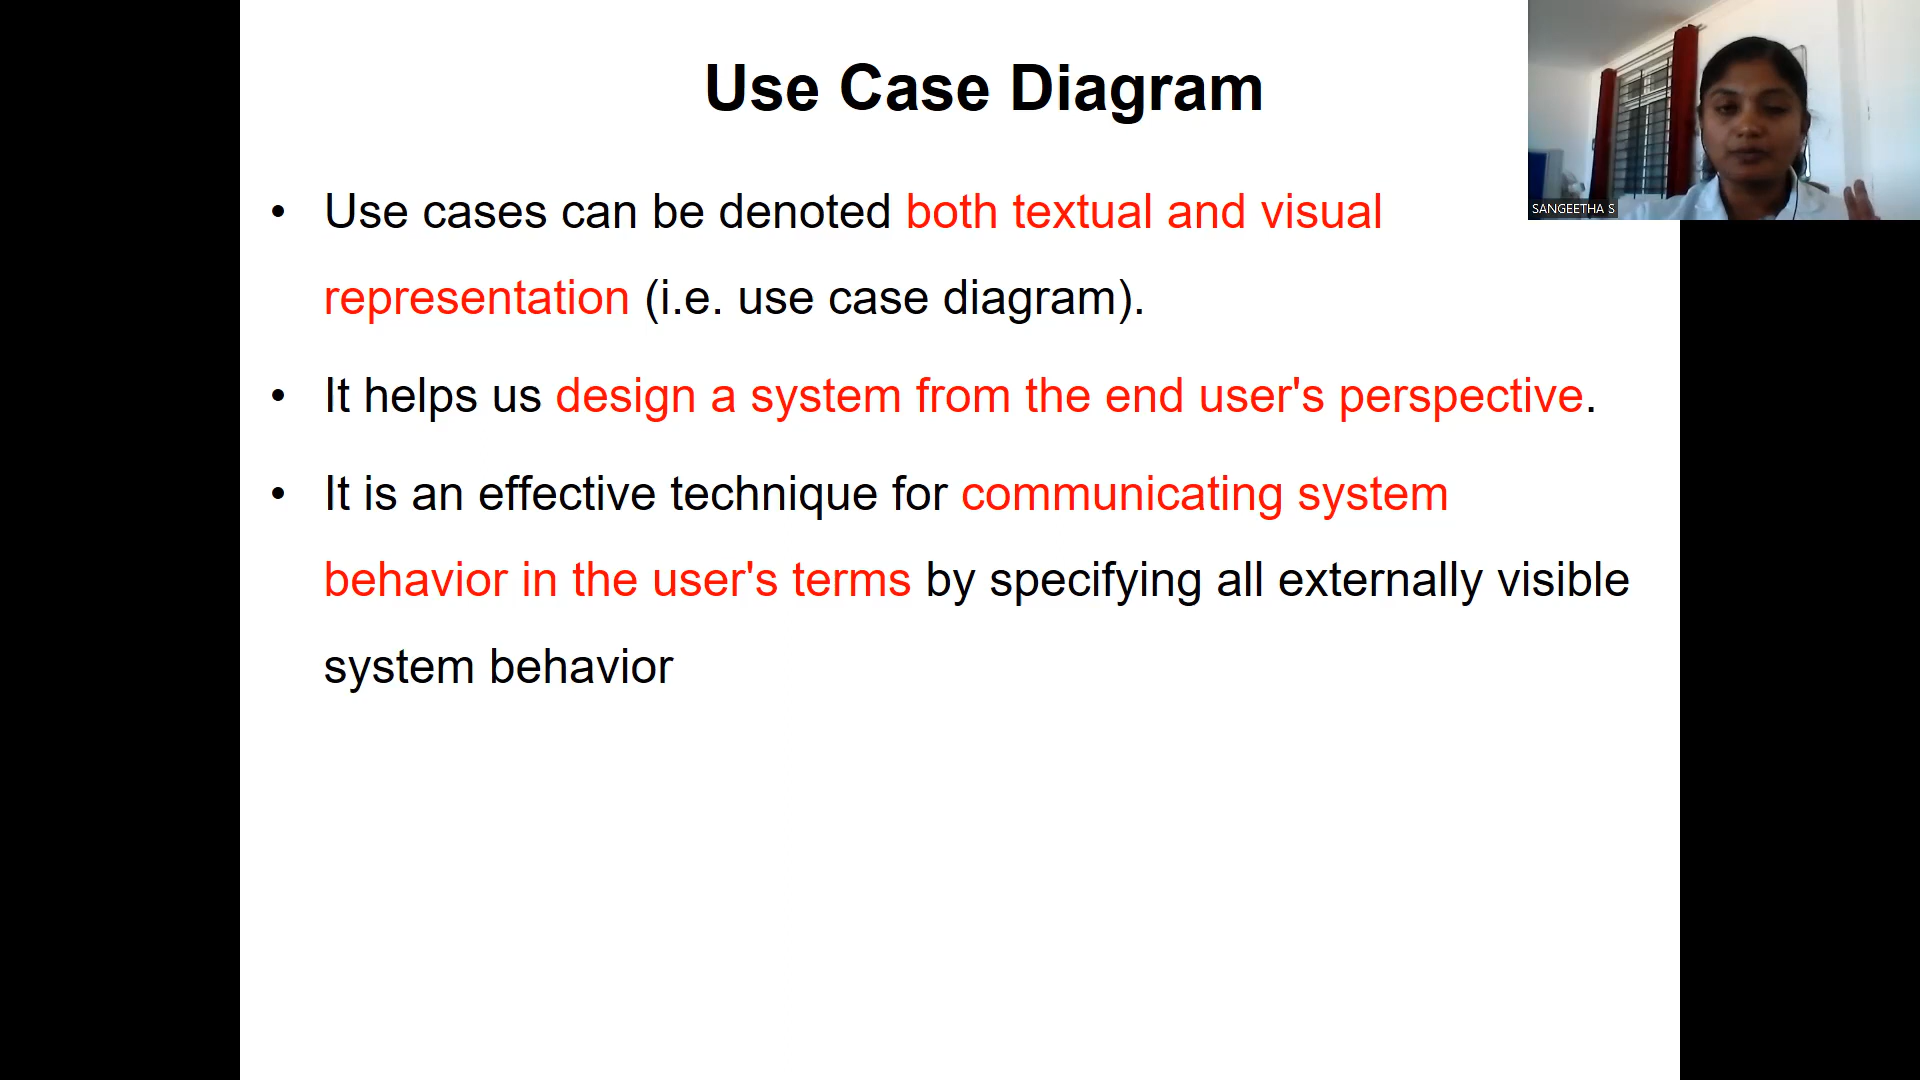 Use Case Diagram
SANGEETHA S
• Use cases can be denoted both textual and visual
representation (i.e. use case diagram).
• It helps us design a system from the end user's perspective.
• It is an effective technique for communicating system
behavior in the user's terms by specifying all externally visible
system behavior